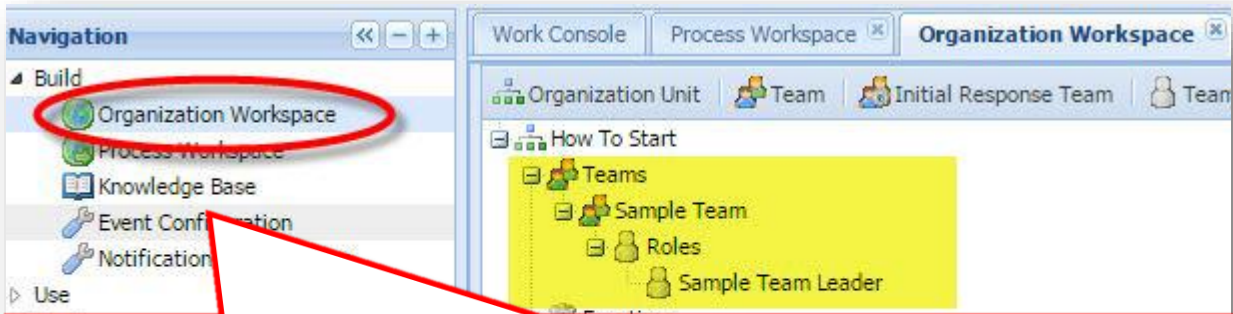 Navigation
Build
Organization Workspace
Process Workspace
Knowledge Base
Event Configuration
Notification
Use
Work Console
Process Workspace
Organization Workspace
Organization Unit
Team
Initial Response Team
Team
How To Start
Teams
Sample Team
Roles
Sample Team Leader